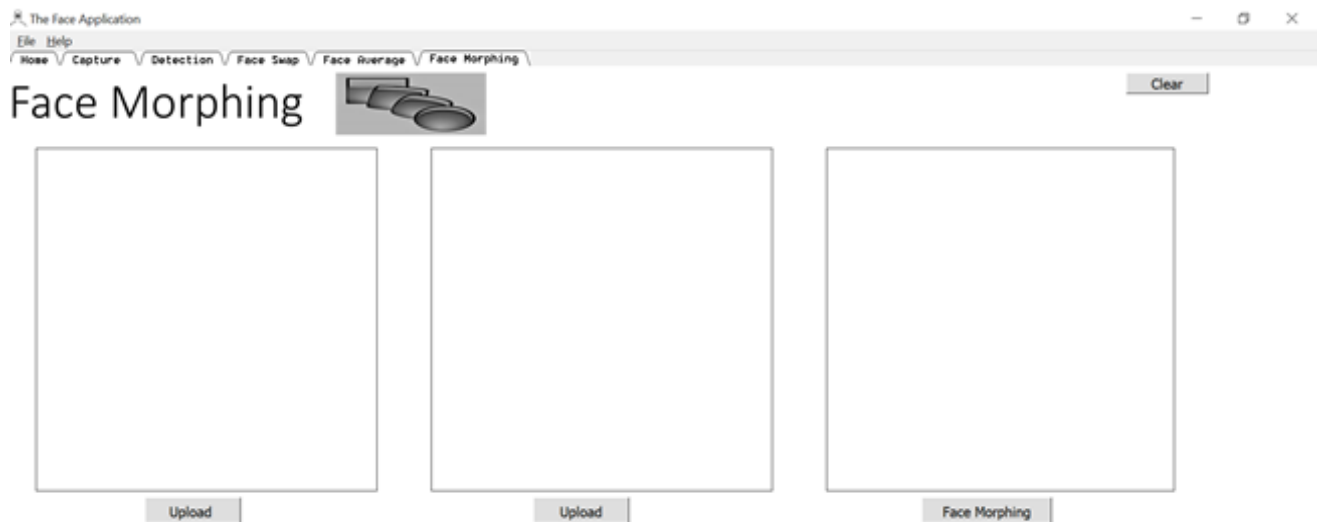 The Face Application
File Help
Home Capture Detection Face Swap Face Average Face Morphing
Face Morphing
Clear
Upload Upload Face Morphing